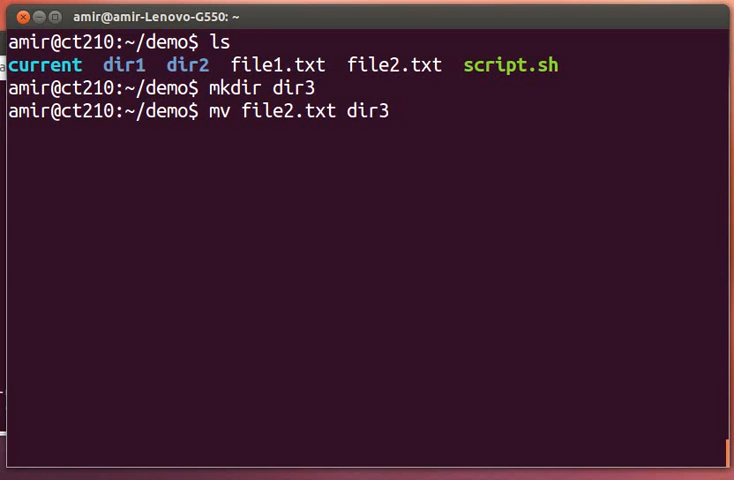 amir@amir-Lenovo-G550: ~
amir@ct210:~/demo$ ls
current dir1 dir2 file1.txt file2.txt script.sh
amir@ct210:~/demo$ mkdir dir3
amir@ct210:~/demo$ mv file2.txt dir3